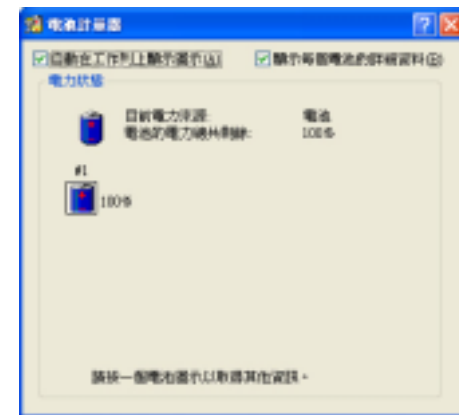 電池計量器
自動在工作列上顯示圖示(A)
顯示每個電池的詳細資料(E)
電力狀態
目前電力來源: 電池
電池的電力總共剩餘: 100%
#1
100%
請按一個電池圖示以取得其他資訊。